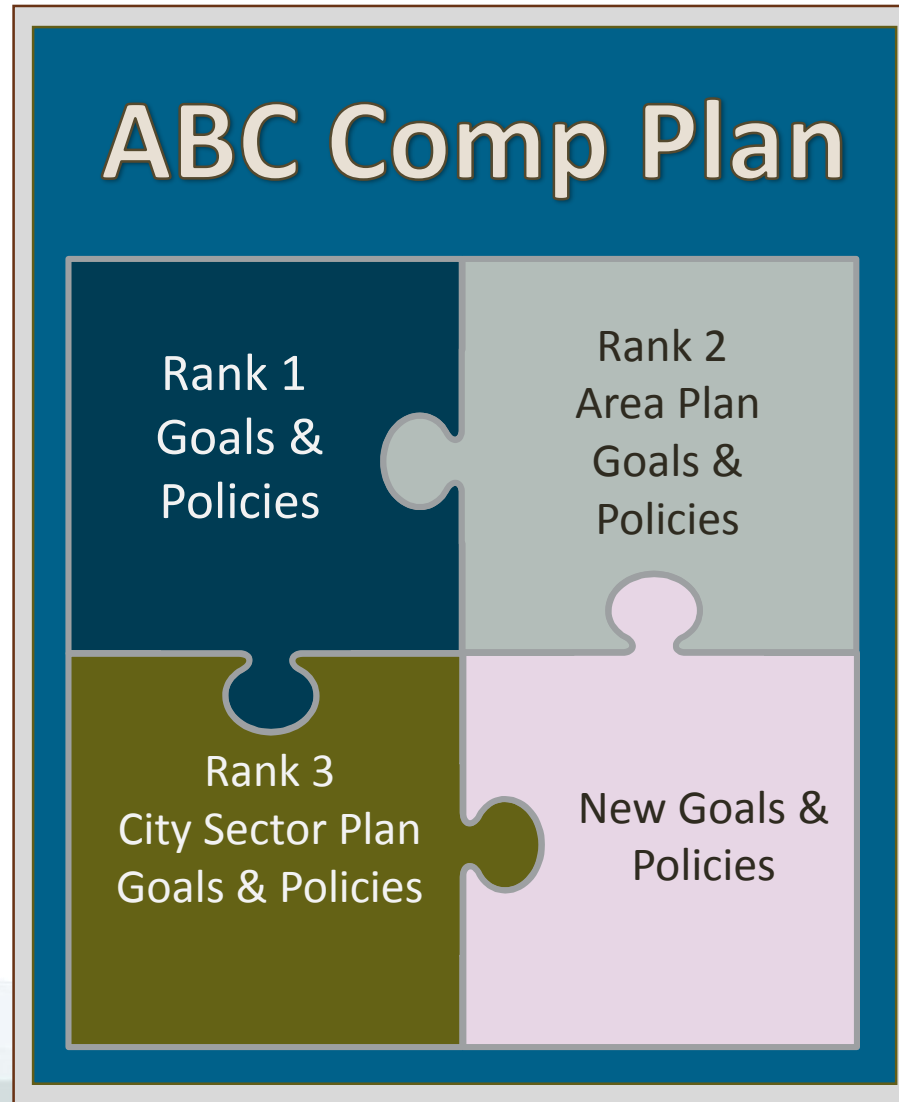 ABC Comp Plan
Rank 1
Goals &
Policies
Rank 2
Area Plan
Goals &
Policies
Rank 3
City Sector Plan
Goals & Policies
New Goals &
Policies